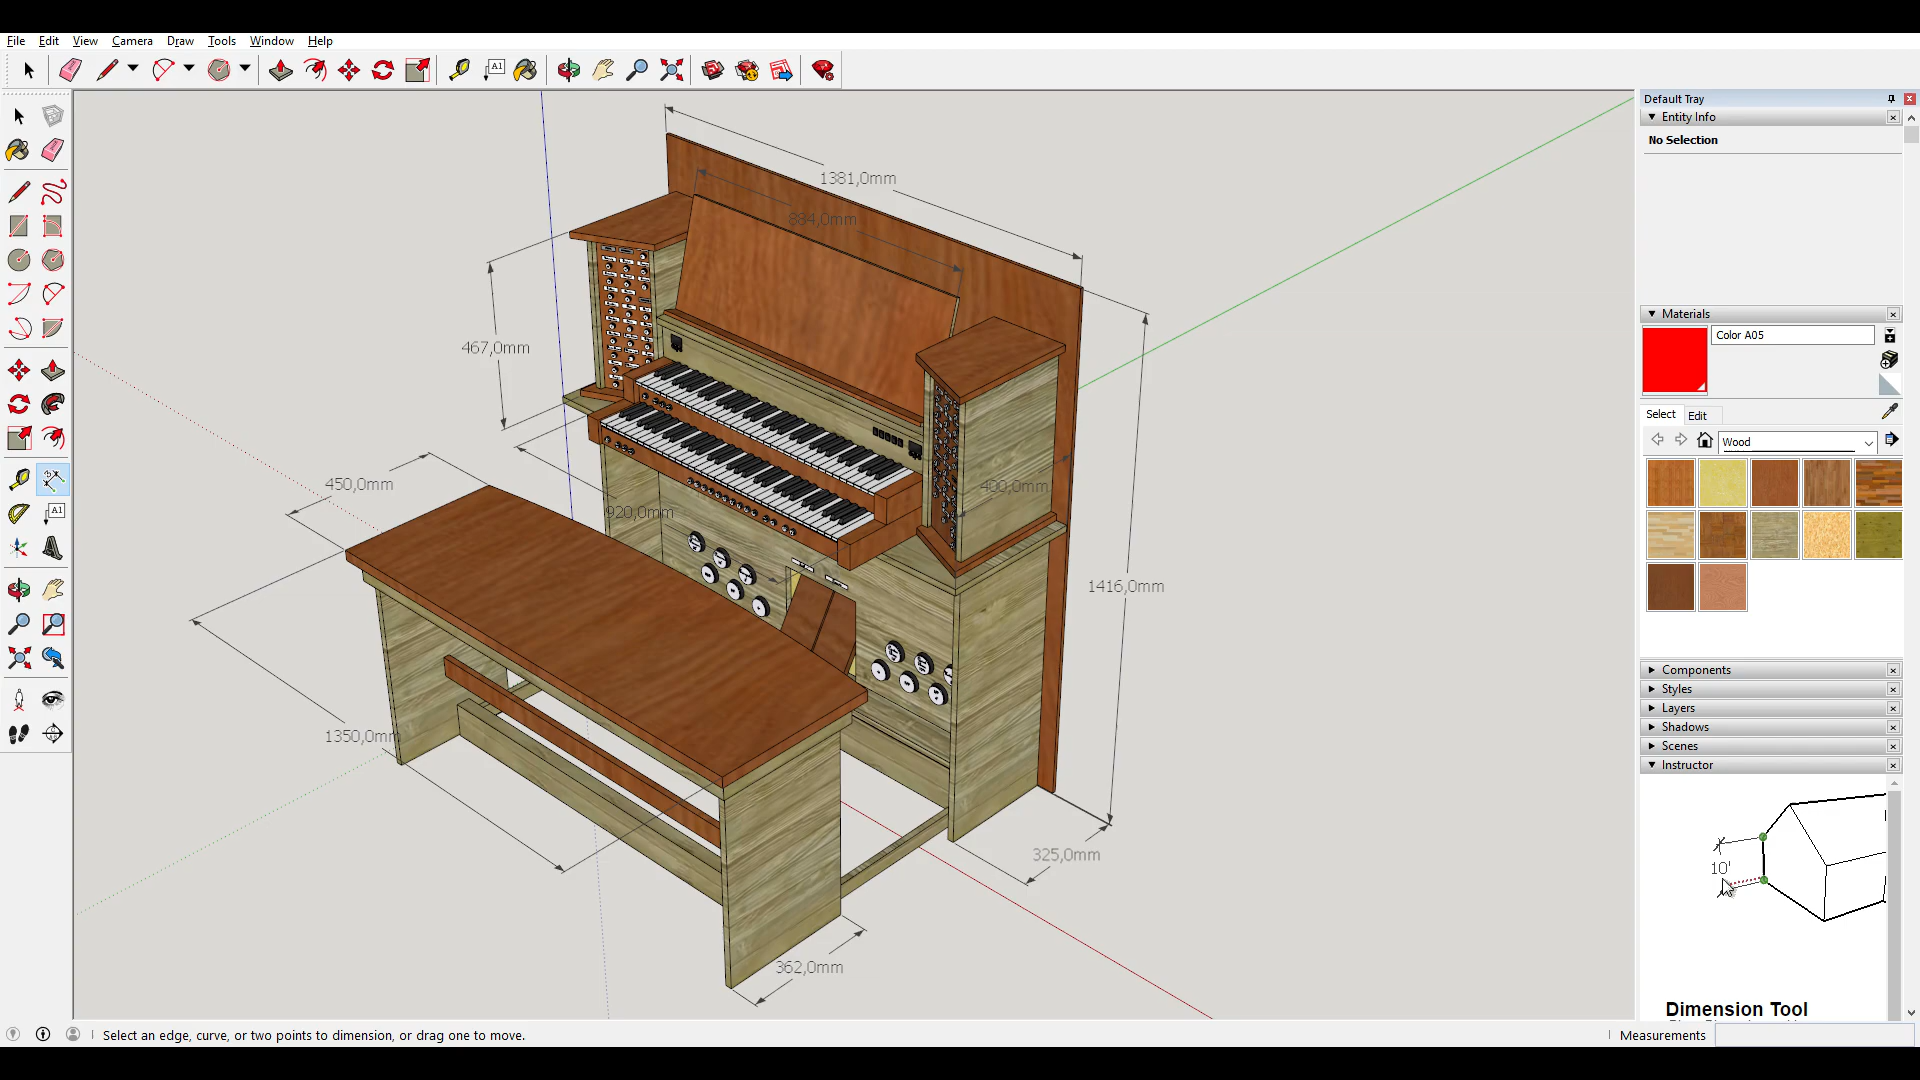 File Edit View Camera Draw Tools Window Help
A1
Default Tray
Entity Info
No Selection
1381,0mm
884,0mm
467,0mm
450,0mm
920,0mm
400,0mm
1416,0mm
1350,0mm
325,0mm
362,0mm
A1
Materials
Color A05
Select Edit
Wood
Components
Styles
Layers
Shadows
Scenes
Instructor
10'
Dimension Tool
Select an edge, curve, or two points to dimension, or drag one to move.
Measurements